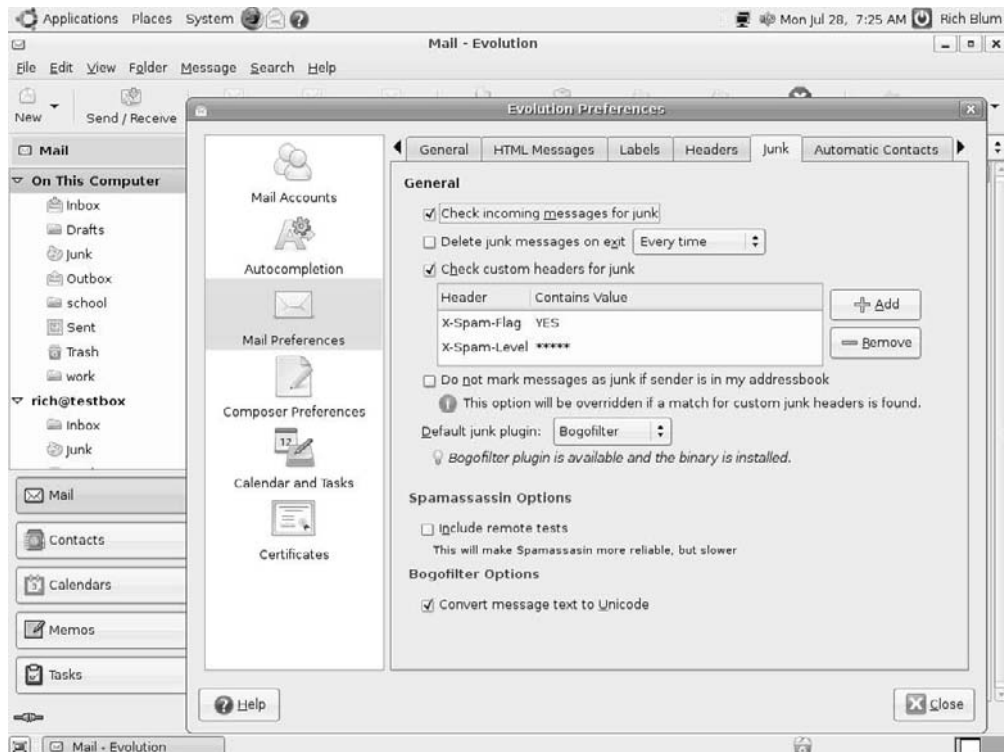 Applications Places System Mon Jul 28, 7:25 AM Rich Blum
Mail - Evolution
File Edit View Folder Message Search Help
New Send / Receive
Evolution Preferences
Mail
On This Computer
Inbox
Drafts
Junk
Outbox
school
Sent
Trash
work
rich@testbox
Inbox
Junk
Mail
Contacts
Calendars
Memos
Tasks
Mail Accounts
Autocompletion
Mail Preferences
Composer Preferences
12
Calendar and Tasks
Certificates
General HTML Messages Labels Headers Junk Automatic Contacts
General
Check incoming messages for junk
Delete junk messages on exit Every time
Check custom headers for junk
Header Contains Value
X-Spam-Flag YES
X-Spam-Level *****
Add
Remove
Do not mark messages as junk if sender is in my addressbook
This option will be overridden if a match for custom junk headers is found.
Default junk plugin: Bogofilter
Bogofilter plugin is available and the binary is installed.
Spamassassin Options
Include remote tests
This will make Spamassasin more reliable, but slower
Bogofilter Options
Convert message text to Unicode
Help
Close
Mail - Evolution